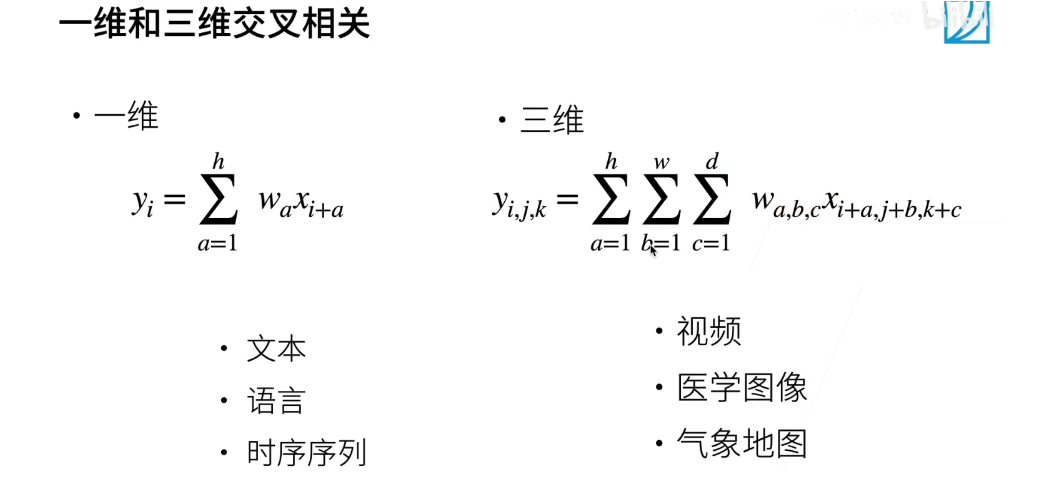 一维和三维交叉相关
• 一维
y_i = \sum_{a=1}^{h} w_a x_{i+a}
• 文本
• 语言
• 时序序列
• 三维
y_{i,j,k} = \sum_{a=1}^{h} \sum_{b=1}^{w} \sum_{c=1}^{d} w_{a,b,c} x_{i+a,j+b,k+c}
• 视频
• 医学图像
• 气象地图